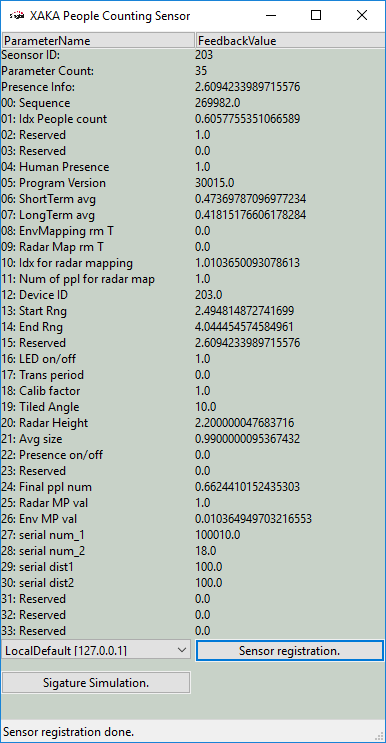 XAKA People Counting Sensor
ParameterName FeedbackValue
Seonsor ID: 203
Parameter Count: 35
Presence Info: 2.6094233989715576
00: Sequence 269982.0
01: Idx People count 0.6057755351066589
02: Reserved 1.0
03: Reserved 0.0
04: Human Presence 1.0
05: Program Version 30015.0
06: ShortTerm avg 0.47369787096977234
07: LongTerm avg 0.41815176606178284
08: EnvMapping rm T 0.0
09: Radar Map rm T 0.0
10: Idx for radar mapping 1.0103650093078613
11: Num of ppl for radar map 1.0
12: Device ID 203.0
13: Start Rng 2.494814872741699
14: End Rng 4.044454574584961
15: Reserved 2.6094233989715576
16: LED on/off 1.0
17: Trans period 0.0
18: Calib factor 1.0
19: Tiled Angle 10.0
20: Radar Height 2.200000047683716
21: Avg size 0.9900000095367432
22: Presence on/off 0.0
23: Reserved 0.0
24: Final ppl num 0.6624410152435303
25: Radar MP val 1.0
26: Env MP val 0.010364949703216553
27: serial num_1 100010.0
28: serial num_2 18.0
29: serial dist1 100.0
30: serial dist2 100.0
31: Reserved 0.0
32: Reserved 0.0
33: Reserved 0.0
LocalDefault [127.0.0.1] Sensor registration.
Sigature Simulation.
Sensor registration done.